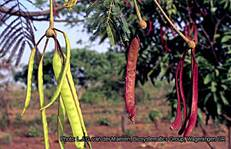 Photo: L.J.G. van der Maesen, Biosystematics Group, Wageningen UR